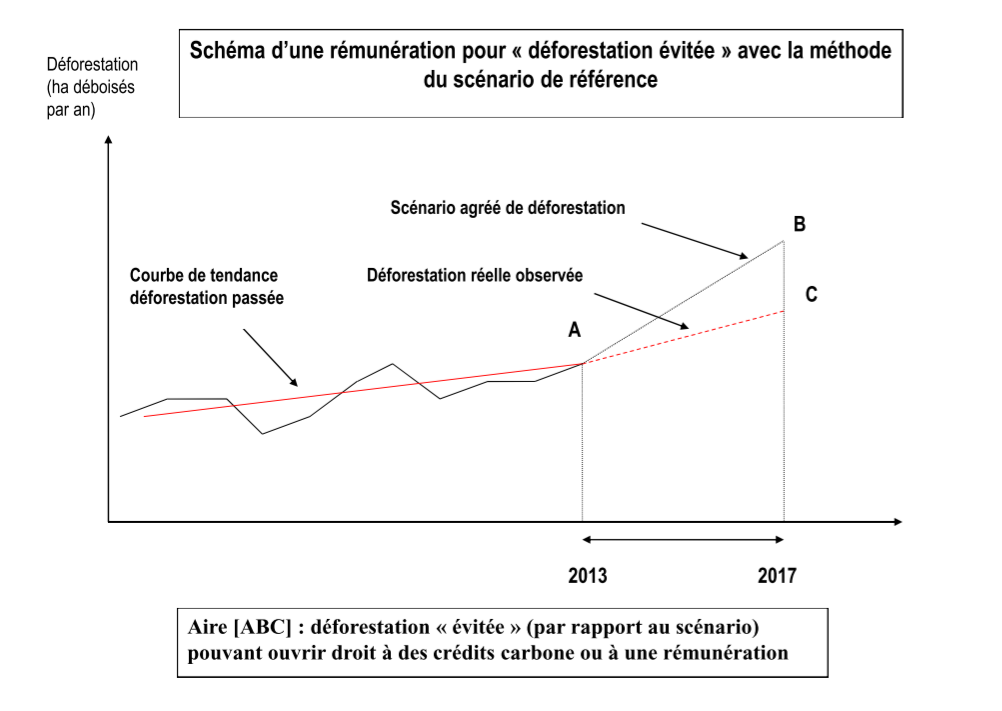 Schéma d’une rémunération pour « déforestation évitée » avec la méthode
du scénario de référence
Déforestation
(ha déboisés
par an)
Scénario agréé de déforestation
B
Courbe de tendance
déforestation passée
Déforestation réelle observée
C
A
2013
2017
Aire [ABC] : déforestation « évitée » (par rapport au scénario)
pouvant ouvrir droit à des crédits carbone ou à une rémunération